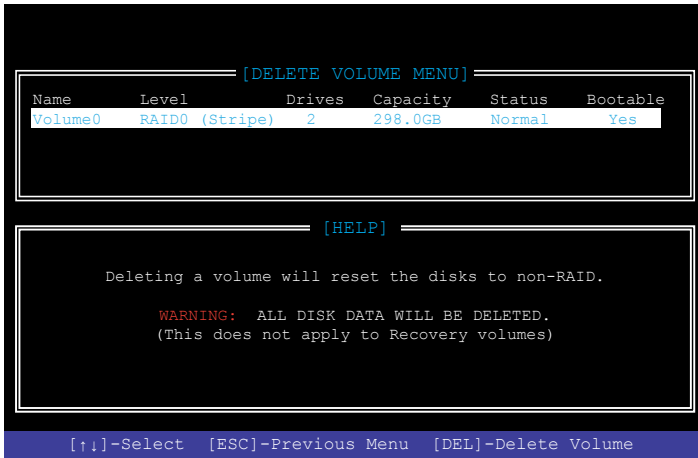 [DELETE VOLUME MENU]
Name Level Drives Capacity Status Bootable
Volume0 RAID0 (Stripe) 2 298.0GB Normal Yes
[HELP]
Deleting a volume will reset the disks to non-RAID.
WARNING: ALL DISK DATA WILL BE DELETED.
(This does not apply to Recovery volumes)
[↑↓]-Select [ESC]-Previous Menu [DEL]-Delete Volume